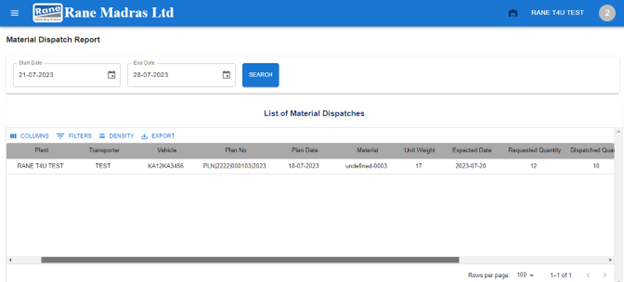 Rane Rane Madras Ltd RANE T4U TEST 2
Material Dispatch Report
Start Date End Date
21-07-2023 28-07-2023 SEARCH
List of Material Dispatches
COLUMNS FILTERS DENSITY EXPORT
Plant Transporter Vehicle Plan No Plan Date Material Unit Weight Expected Date Requested Quantity Dispatched Quan
RANE T4U TEST TEST KA12KA3456 PLN|2222|000103|2023 18-07-2023 undefined-0003 17 2023-07-20 12 10
Rows per page: 100 1–1 of 1